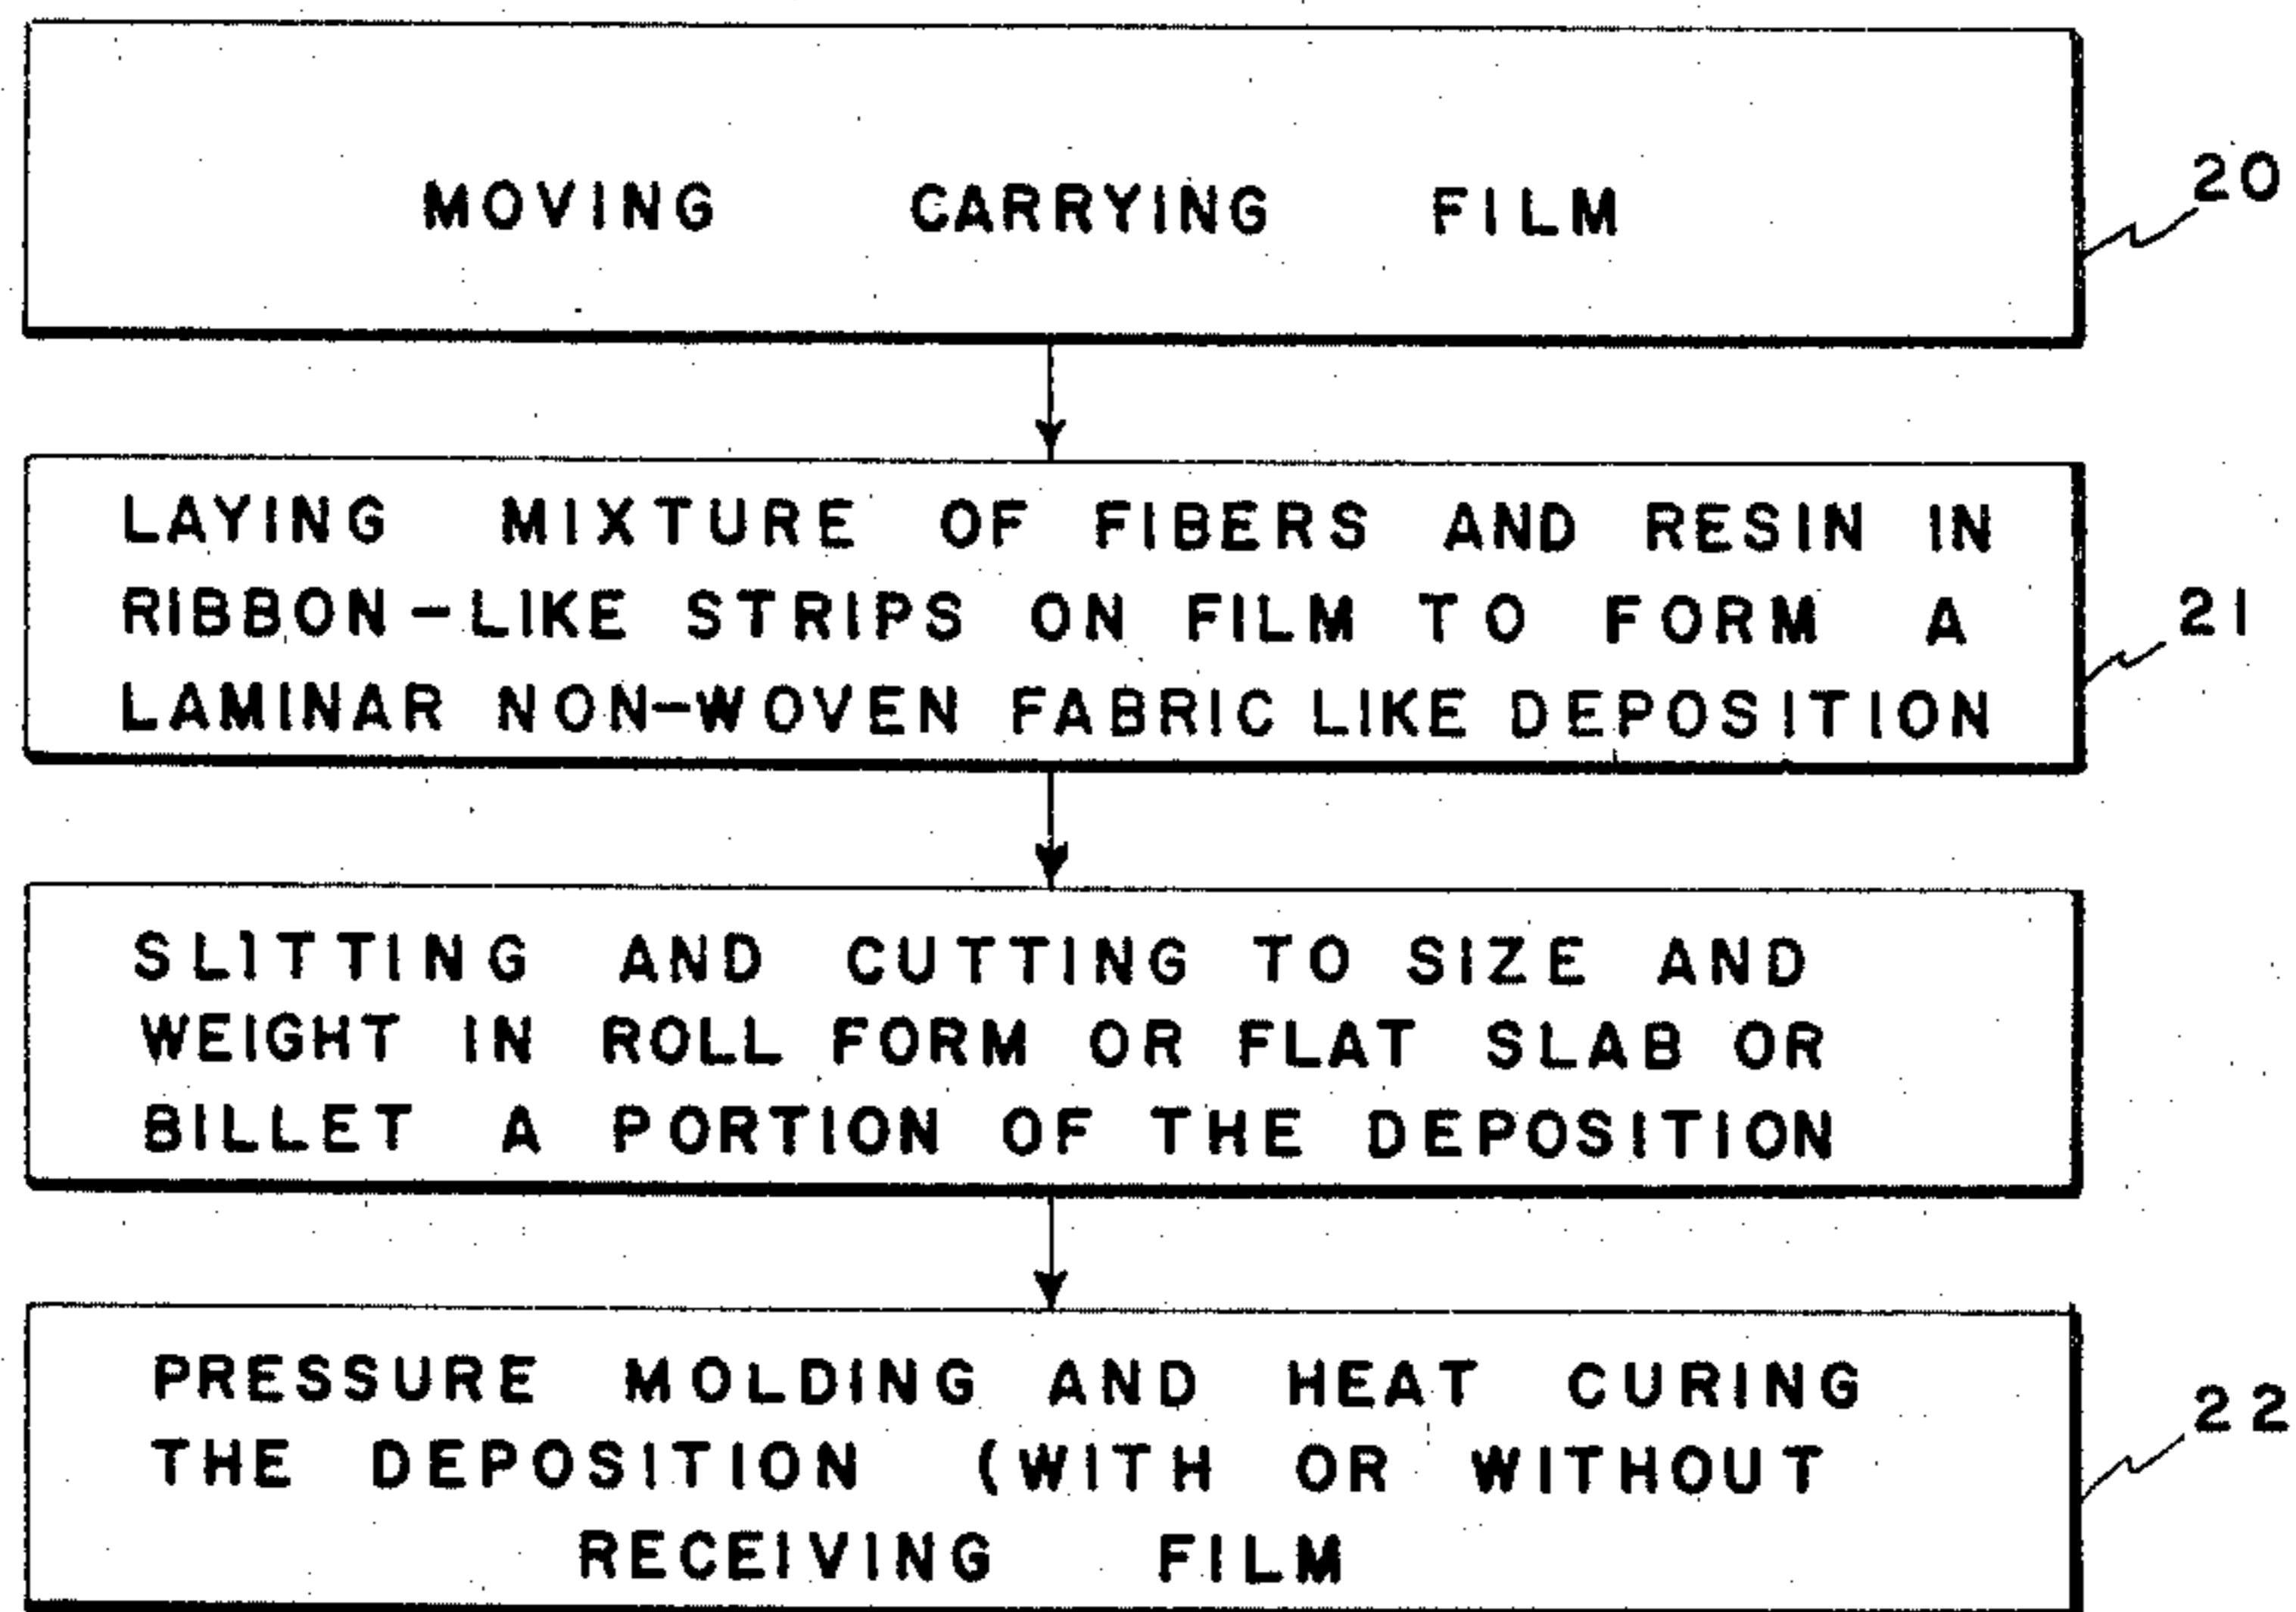 MOVING CARRYING FILM
20
LAYING MIXTURE OF FIBERS AND RESIN IN
RIBBON-LIKE STRIPS ON FILM TO FORM A
LAMINAR NON-WOVEN FABRIC LIKE DEPOSITION
21
SLITTING AND CUTTING TO SIZE AND
WEIGHT IN ROLL FORM OR FLAT SLAB OR
BILLET A PORTION OF THE DEPOSITION
PRESSURE MOLDING AND HEAT CURING
THE DEPOSITION (WITH OR WITHOUT
RECEIVING FILM
22